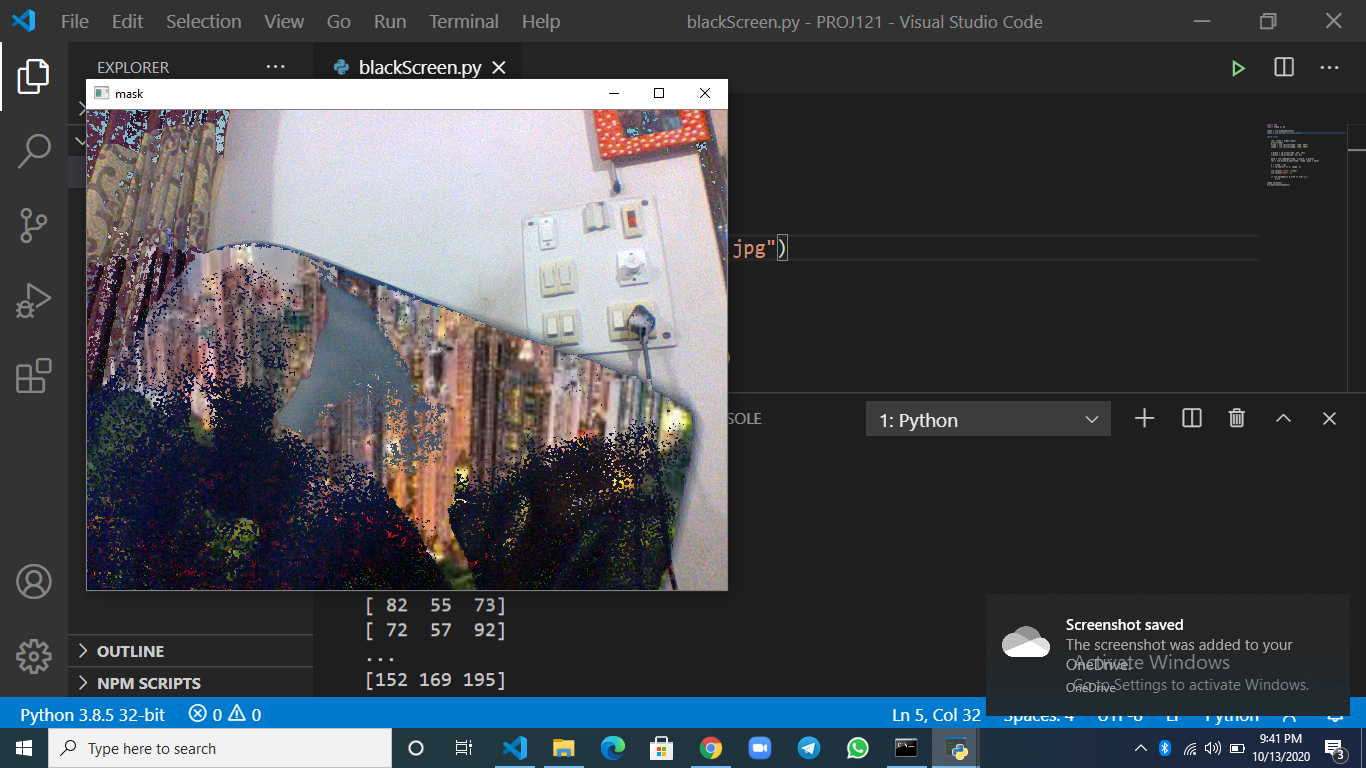 File Edit Selection View Go Run Terminal Help
blackScreen.py - PROJ121 - Visual Studio Code
EXPLORER
blackScreen.py
mask
jpg")
SOLE
1: Python
[ 82 55 73]
[ 72 57 92]
...
[152 169 195]
OUTLINE
NPM SCRIPTS
Screenshot saved
The screenshot was added to your
OneDrive.
OneDrive
Activate Windows
Go to Settings to activate Windows.
Python 3.8.5 32-bit 0 0
Ln 5, Col 32 Spaces: 4 UTF-8 LF Python
Type here to search
9:41 PM
10/13/2020
3